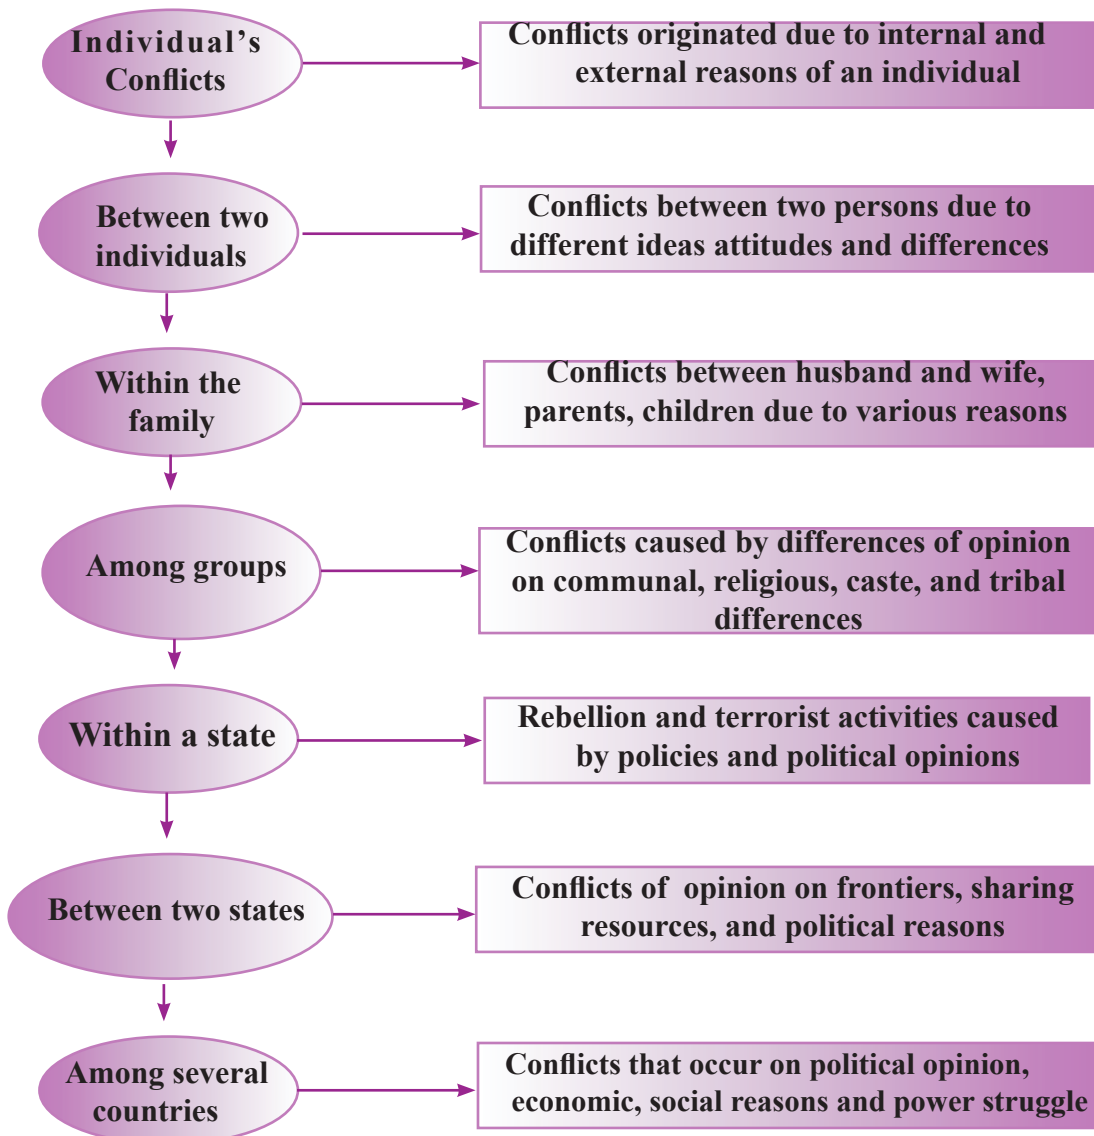 Individual's
Conflicts
Conflicts originated due to internal and
external reasons of an individual
Between two
individuals
Conflicts between two persons due to
different ideas attitudes and differences
Within the
family
Conflicts between husband and wife,
parents, children due to various reasons
Among groups
Conflicts caused by differences of opinion
on communal, religious, caste, and tribal
differences
Within a state
Rebellion and terrorist activities caused
by policies and political opinions
Between two states
Conflicts of opinion on frontiers, sharing
resources, and political reasons
Among several
countries
Conflicts that occur on political opinion,
economic, social reasons and power struggle